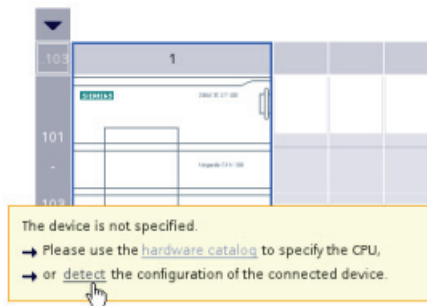 .103
1
SIEMENS
101
-
103
The device is not specified.
→ Please use the hardware catalog to specify the CPU,
→ or detect the configuration of the connected device.